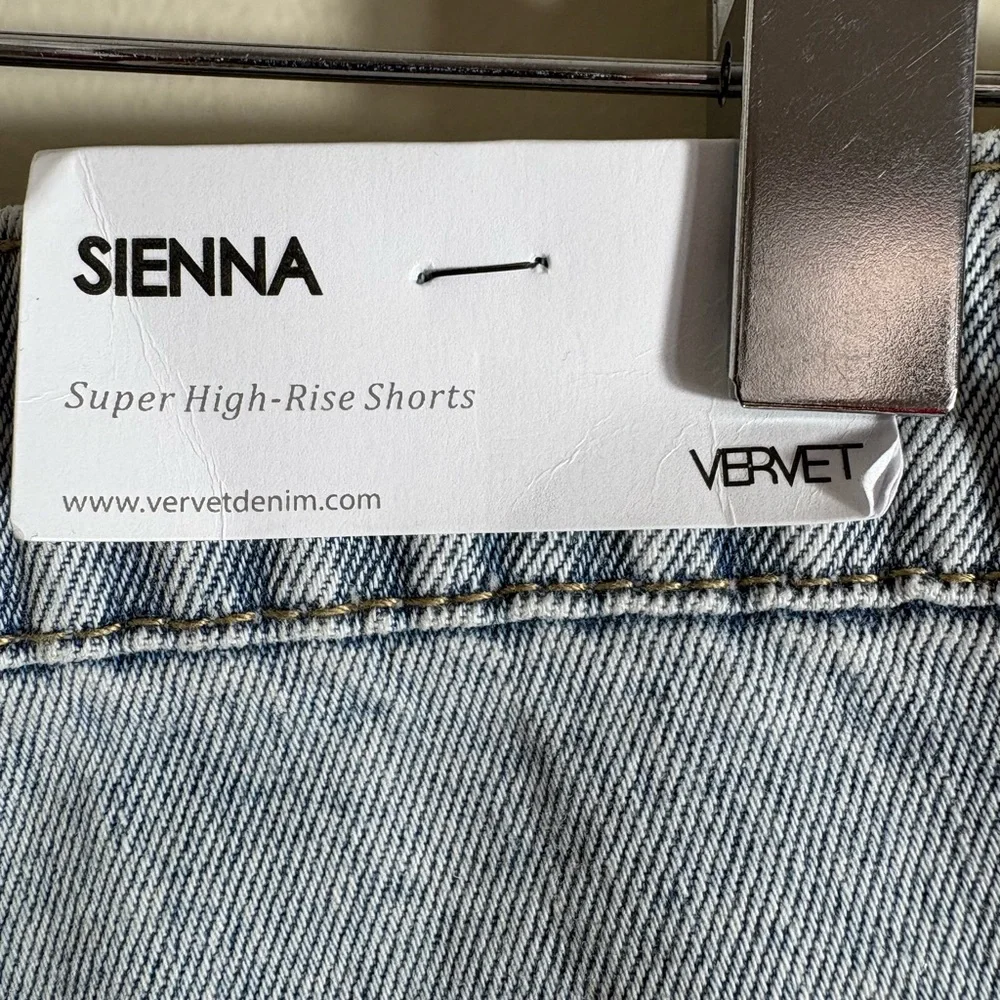 SIENNA
Super High-Rise Shorts
VERVET
www.vervetdenim.com